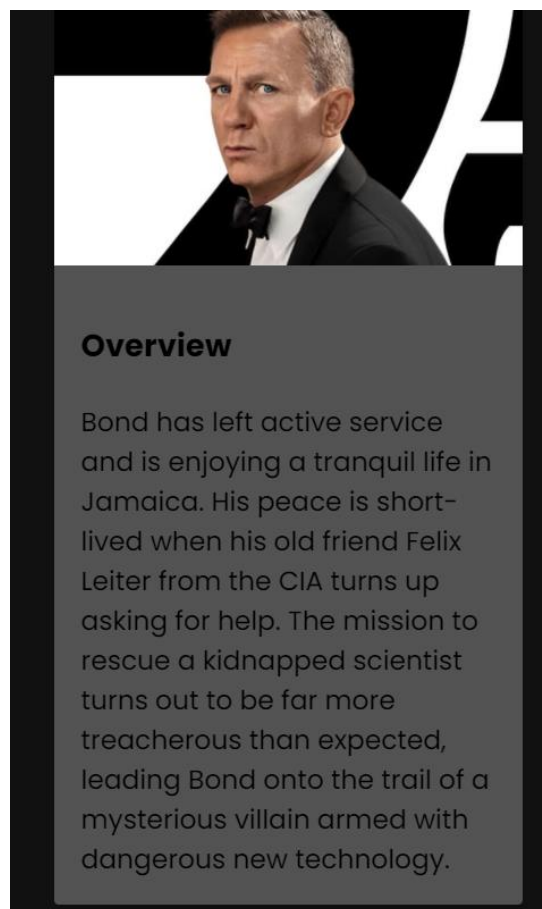 Overview
Bond has left active service
and is enjoying a tranquil life in
Jamaica. His peace is short-
lived when his old friend Felix
Leiter from the CIA turns up
asking for help. The mission to
rescue a kidnapped scientist
turns out to be far more
treacherous than expected,
leading Bond onto the trail of a
mysterious villain armed with
dangerous new technology.